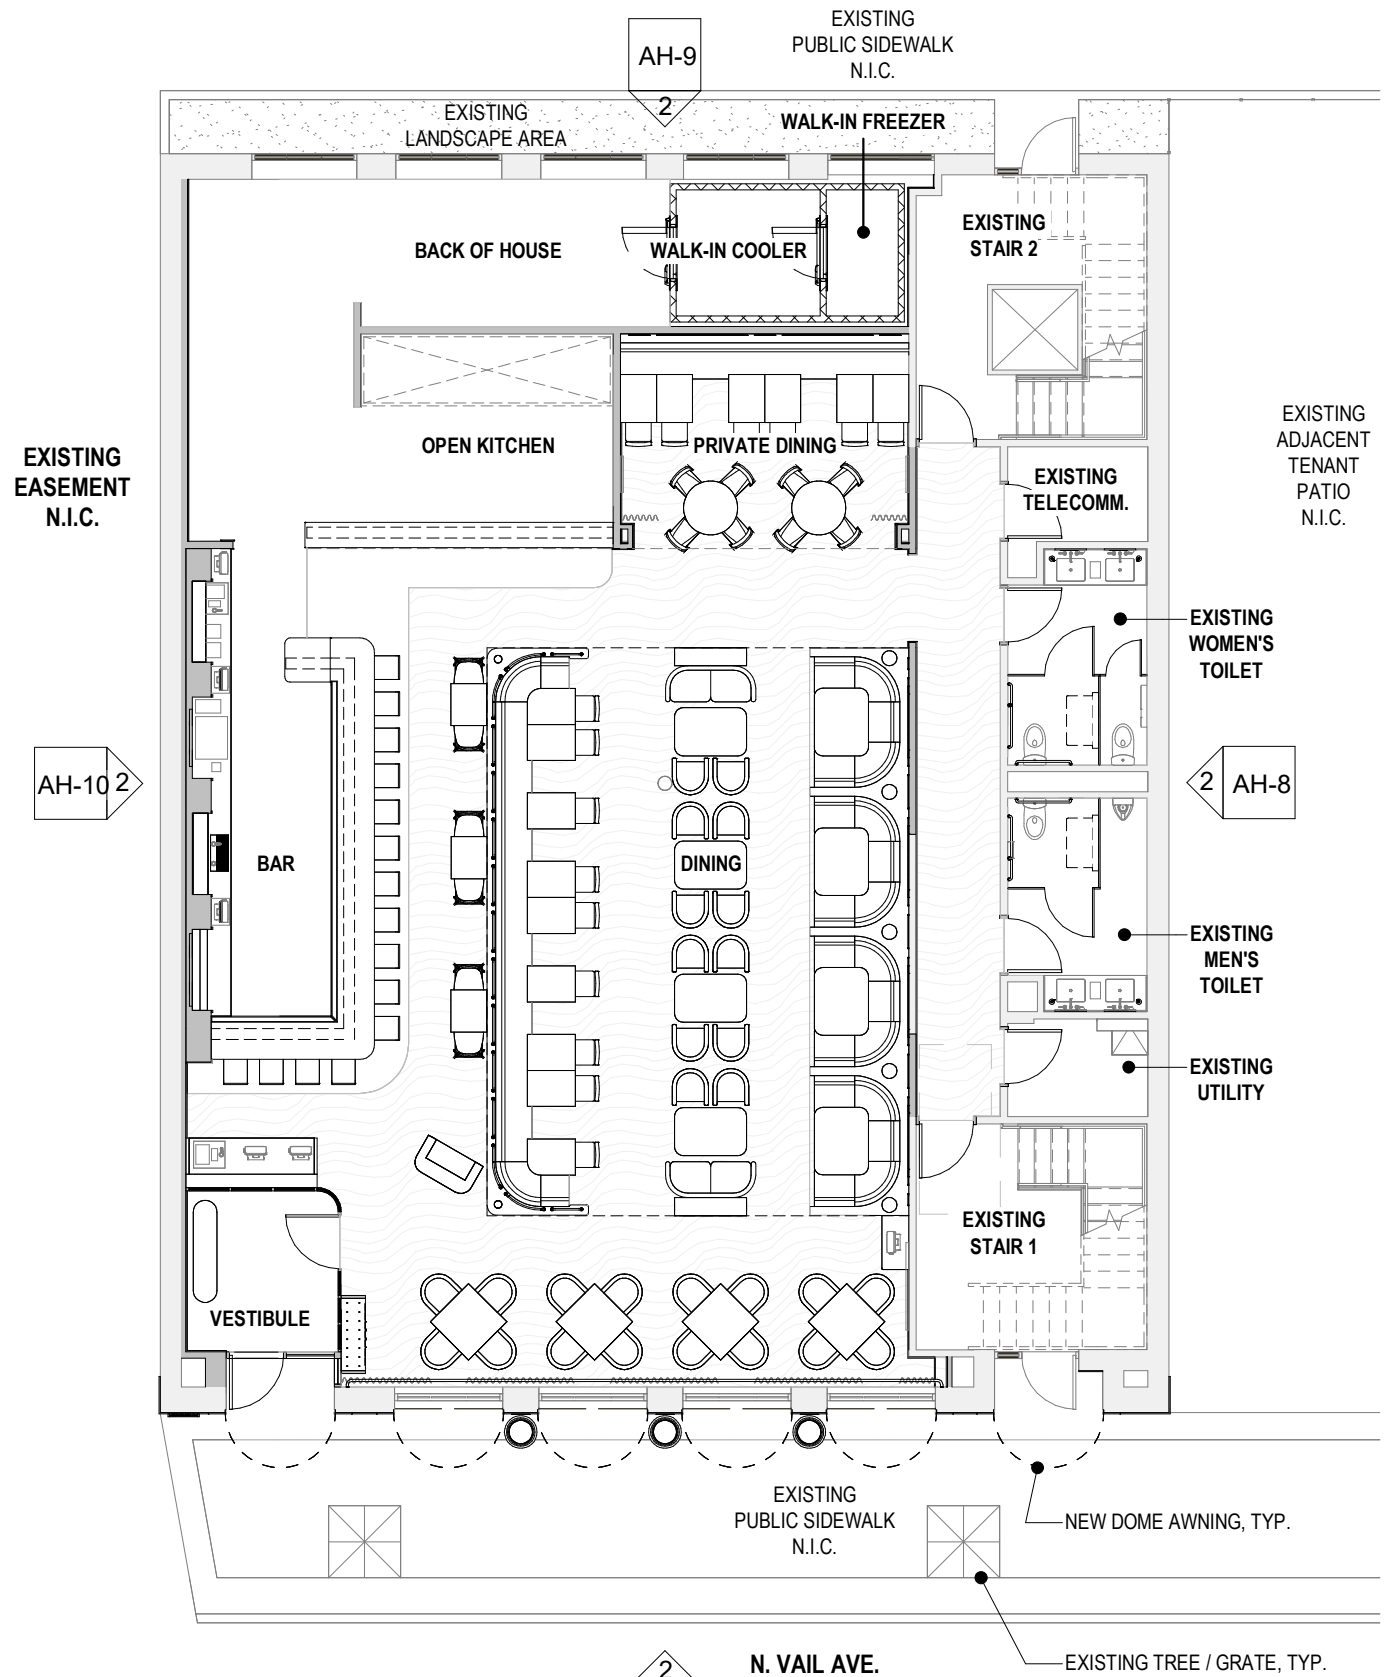 EXISTING
PUBLIC SIDEWALK
N.I.C.
AH-9
2
EXISTING
LANDSCAPE AREA
WALK-IN FREEZER
EXISTING
STAIR 2
BACK OF HOUSE
WALK-IN COOLER
OPEN KITCHEN
PRIVATE DINING
EXISTING
EASEMENT
N.I.C.
EXISTING
TELECOMM.
EXISTING
ADJACENT
TENANT
PATIO
N.I.C.
EXISTING
WOMEN'S
TOILET
AH-10 2
2 AH-8
BAR
DINING
EXISTING
MEN'S
TOILET
EXISTING
UTILITY
EXISTING
STAIR 1
VESTIBULE
EXISTING
PUBLIC SIDEWALK
N.I.C.
NEW DOME AWNING, TYP.
2
N. VAIL AVE.
EXISTING TREE / GRATE, TYP.